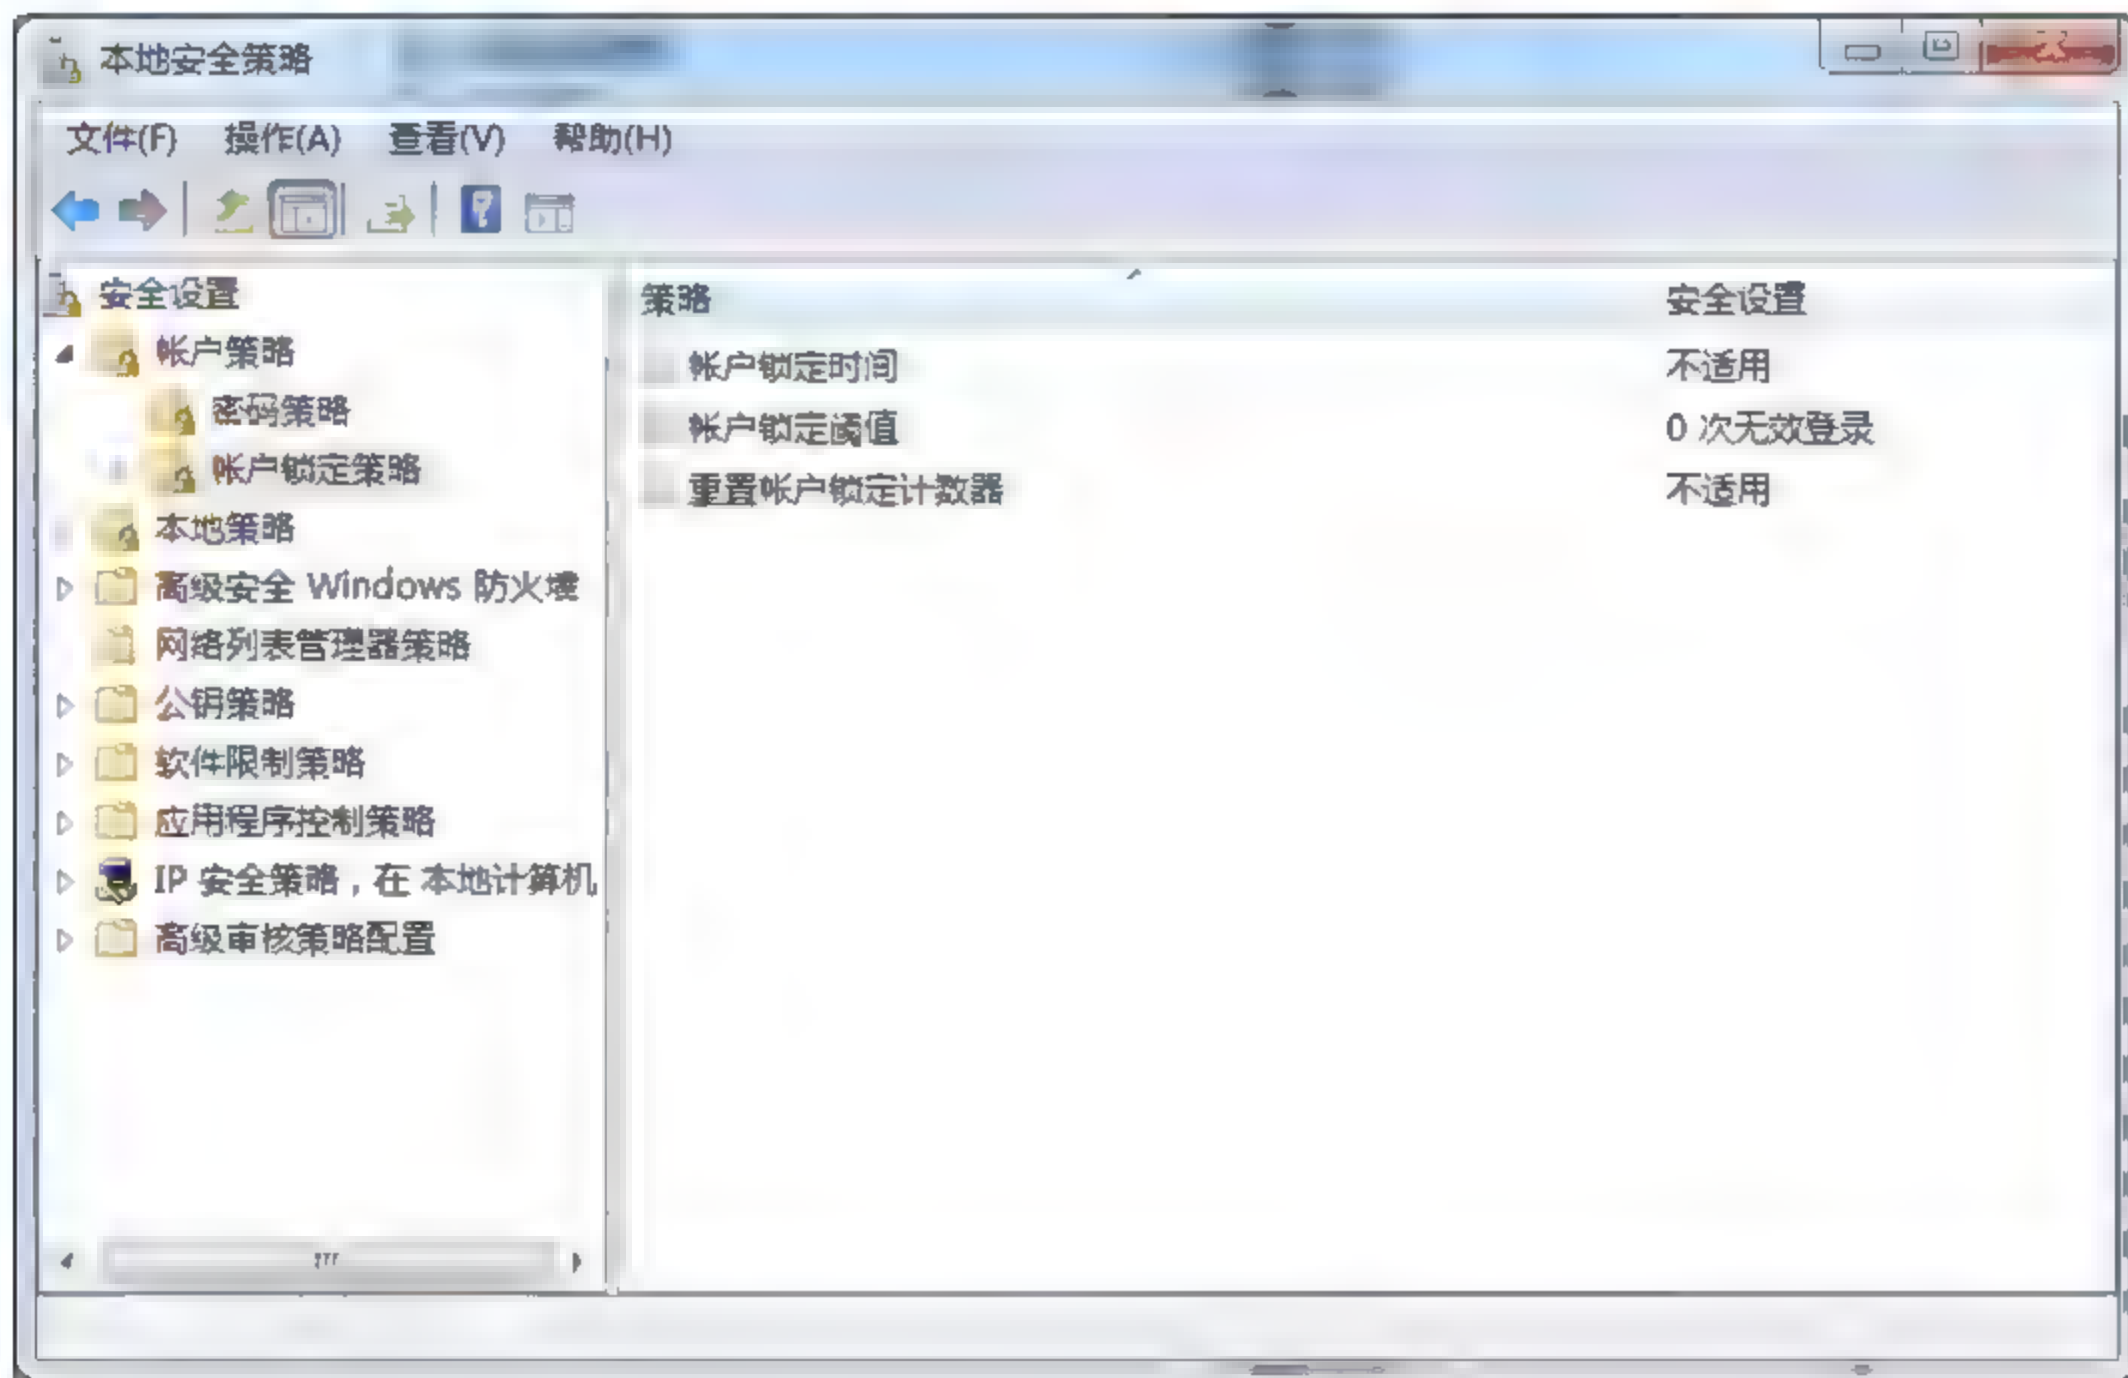 本地安全策略
文件(F) 操作(A) 查看(V) 帮助(H)
安全设置
帐户策略
密码策略
帐户锁定策略
本地策略
高级安全 Windows 防火墙
网络列表管理器策略
公钥策略
软件限制策略
应用程序控制策略
IP 安全策略，在 本地计算机
高级审核策略配置
策略 安全设置
帐户锁定时间 不适用
帐户锁定阈值 0 次无效登录
重置帐户锁定计数器 不适用